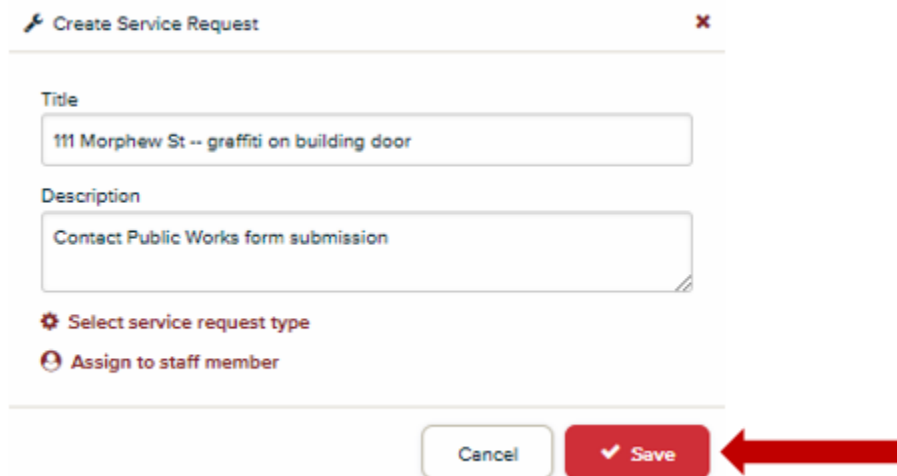 Create Service Request
Title
111 Morphew St -- graffiti on building door
Description
Contact Public Works form submission
Select service request type
Assign to staff member
Cancel
Save